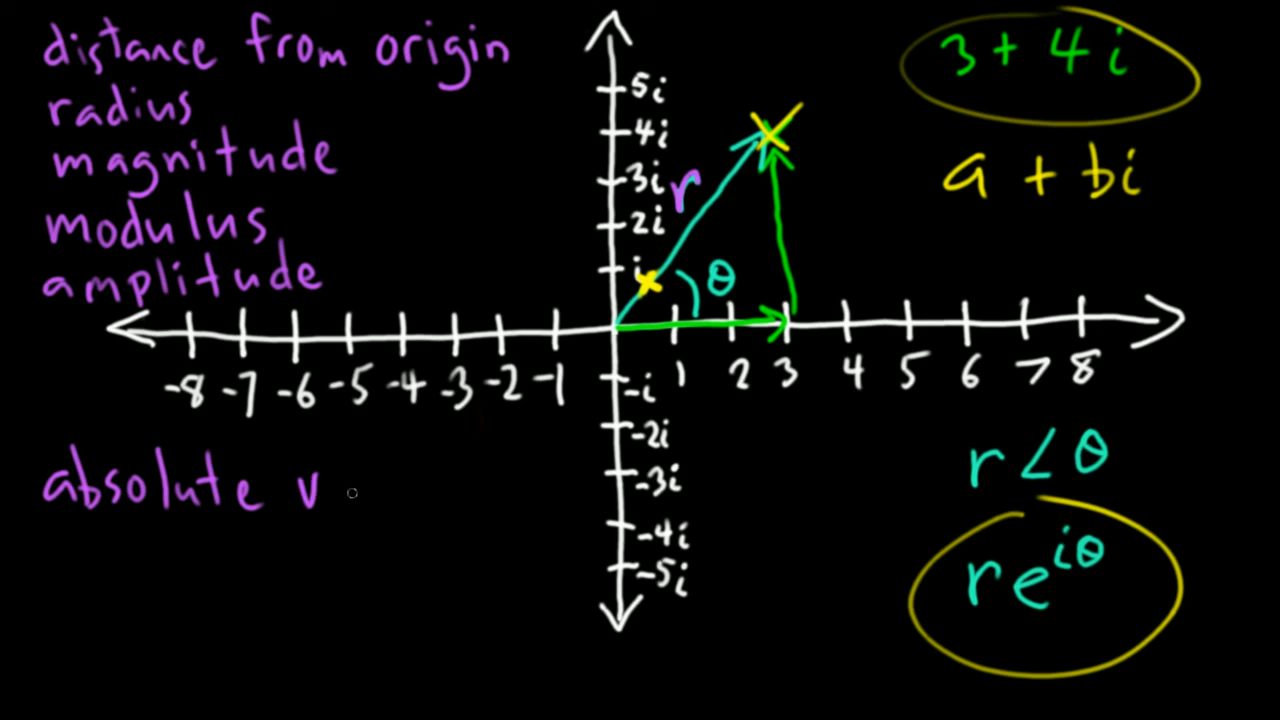 distance from origin
radius
magnitude
modulus
amplitude
absolute v
5i
4i
3i
2i
i
-8 -7 -6 -5 -4 -3 -2 -1 1 2 3 4 5 6 7 8
-i
-2i
-3i
-4i
-5i
r
θ
3 + 4i
a + bi
r∠θ
re^{iθ}